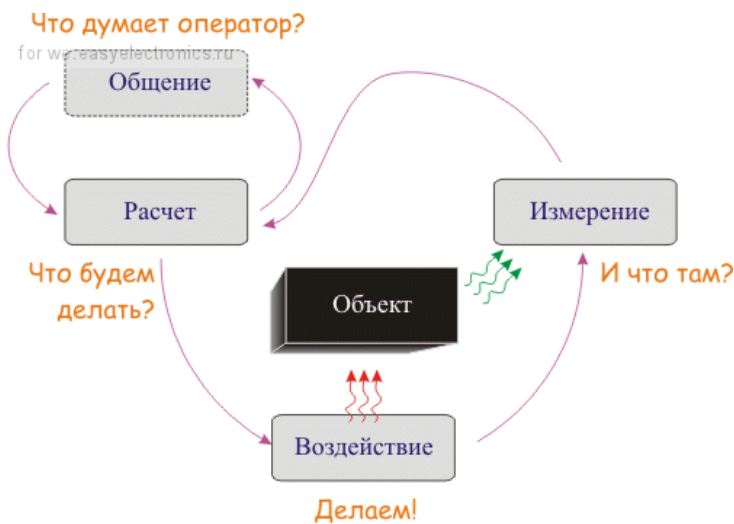 Что думает оператор?
for we.easyelectronics.ru
Общение
Расчет
Измерение
Что будем
делать?
И что там?
Объект
Воздействие
Делаем!